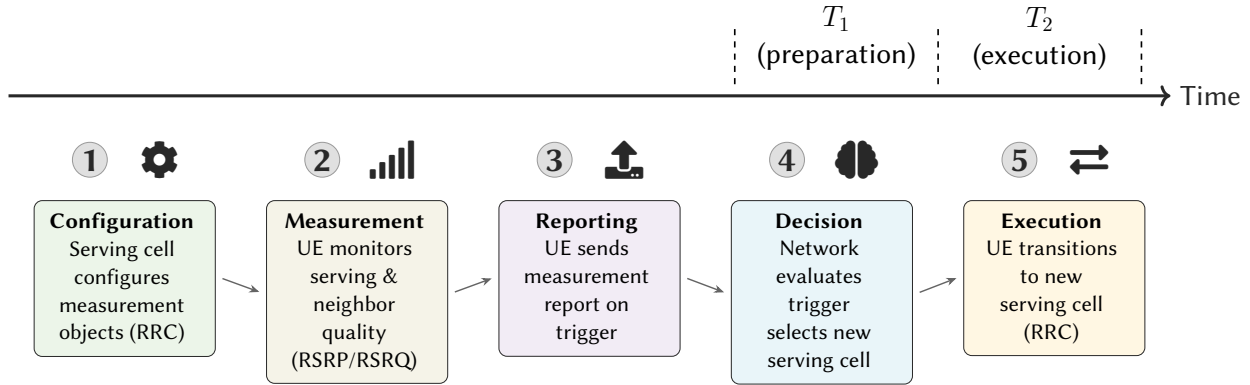 T₁
(preparation)
T₂
(execution)
Time
1
2
3
4
5
Configuration
Serving cell
configures
measurement
objects (RRC)
Measurement
UE monitors
serving &
neighbor
quality
(RSRP/RSRQ)
Reporting
UE sends
measurement
report on
trigger
Decision
Network
evaluates
trigger
selects new
serving cell
Execution
UE transitions
to new
serving cell
(RRC)